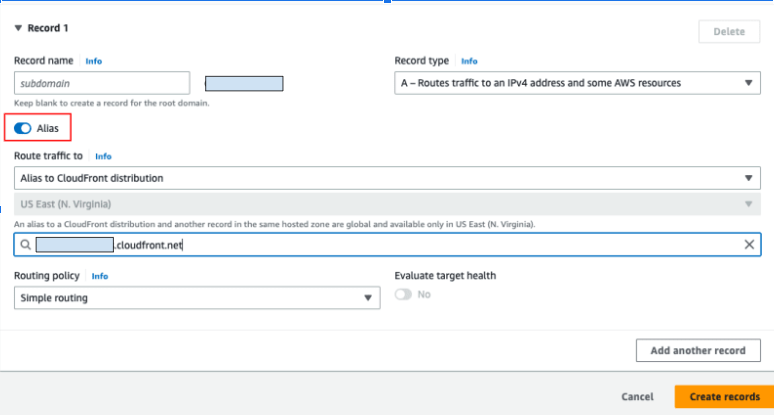 ▼ Record 1
Delete
Record name Info
Record type Info
subdomain
A – Routes traffic to an IPv4 address and some AWS resources
Keep blank to create a record for the root domain.
Alias
Route traffic to Info
Alias to CloudFront distribution
US East (N. Virginia)
An alias to a CloudFront distribution and another record in the same hosted zone are global and available only in US East (N. Virginia).
.cloudfront.net
Routing policy Info
Evaluate target health
Simple routing
No
Add another record
Cancel
Create records